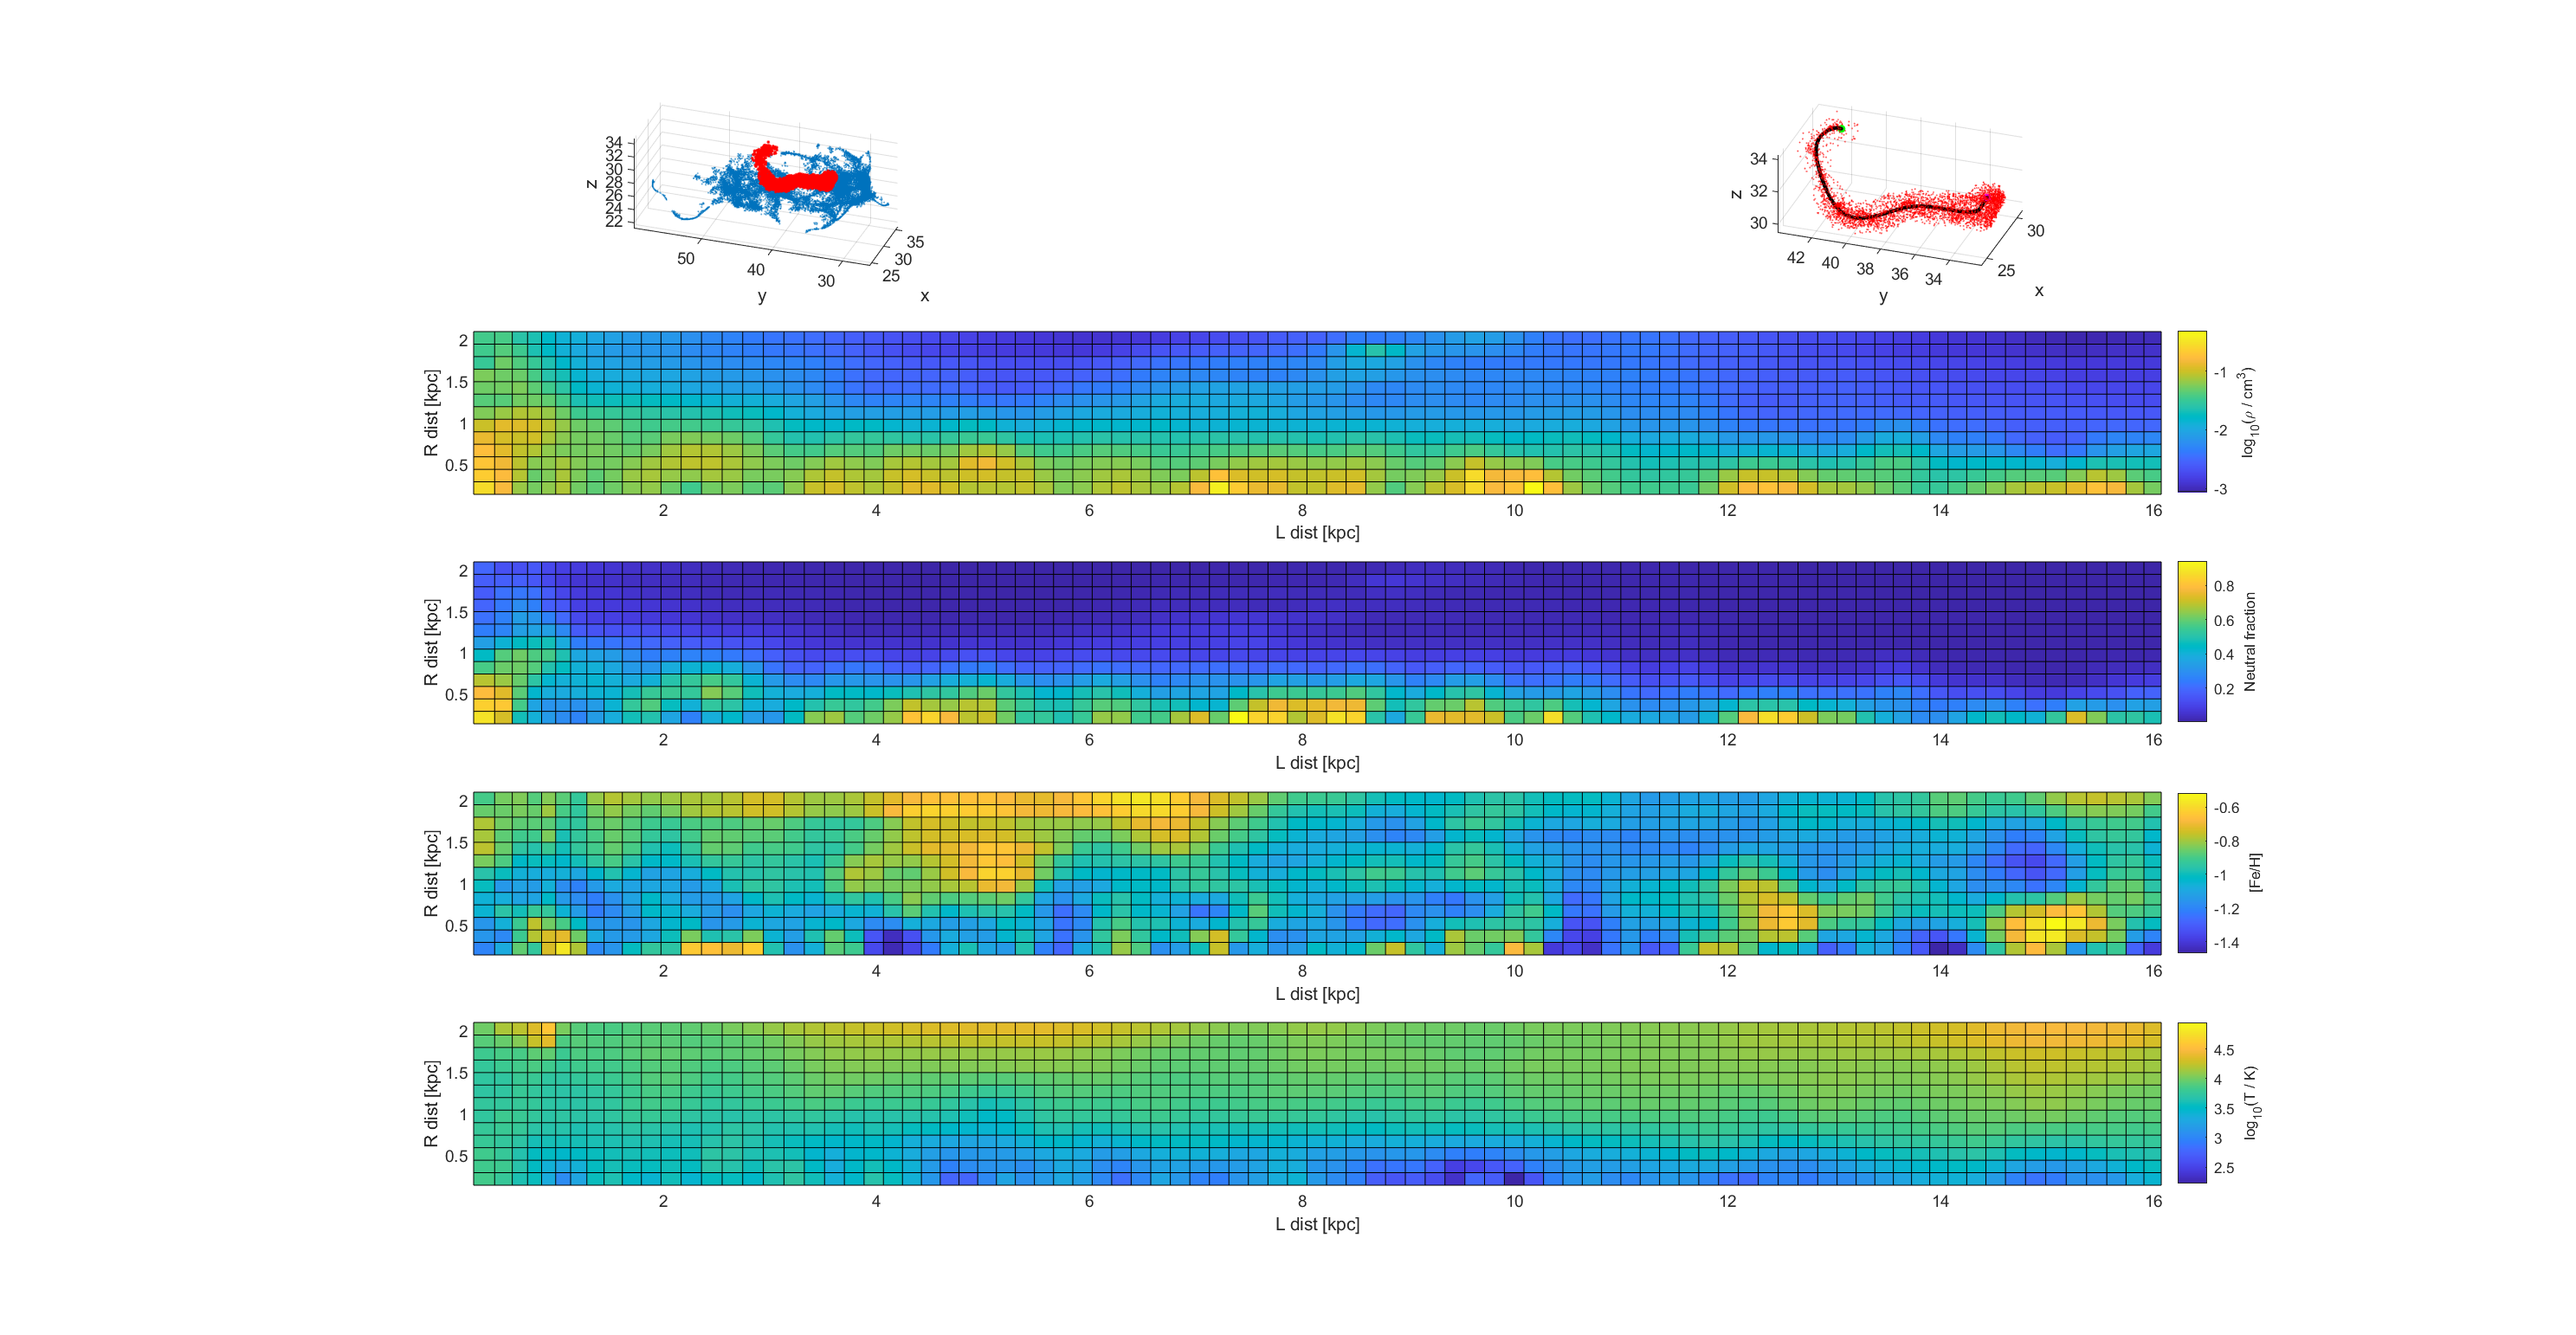 34
32
30
28
26
24
22
z
50
40
30
y
35
30
25
x
34
32
30
z
42
40
38
36
34
y
30
25
x
2
1.5
1
0.5
R dist [kpc]
2 4 6 8 10 12 14 16
L dist [kpc]
-1
-2
-3
log10(ρ / cm3)
2
1.5
1
0.5
R dist [kpc]
2 4 6 8 10 12 14 16
L dist [kpc]
0.8
0.6
0.4
0.2
Neutral fraction
2
1.5
1
0.5
R dist [kpc]
2 4 6 8 10 12 14 16
L dist [kpc]
-0.6
-0.8
-1
-1.2
-1.4
[Fe/H]
2
1.5
1
0.5
R dist [kpc]
2 4 6 8 10 12 14 16
L dist [kpc]
4.5
4
3.5
3
2.5
log10(T / K)